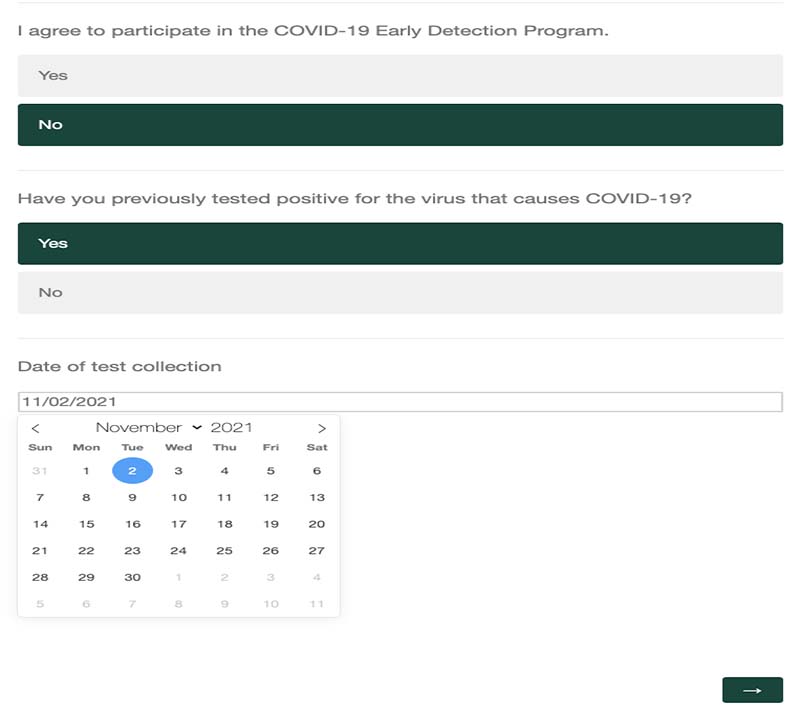 I agree to participate in the COVID-19 Early Detection Program.
Yes
No
Have you previously tested positive for the virus that causes COVID-19?
Yes
No
Date of test collection
11/02/2021
< November 2021 >
Sun Mon Tue Wed Thu Fri Sat
31 1 2 3 4 5 6
7 8 9 10 11 12 13
14 15 16 17 18 19 20
21 22 23 24 25 26 27
28 29 30 1 2 3 4
5 6 7 8 9 10 11
→